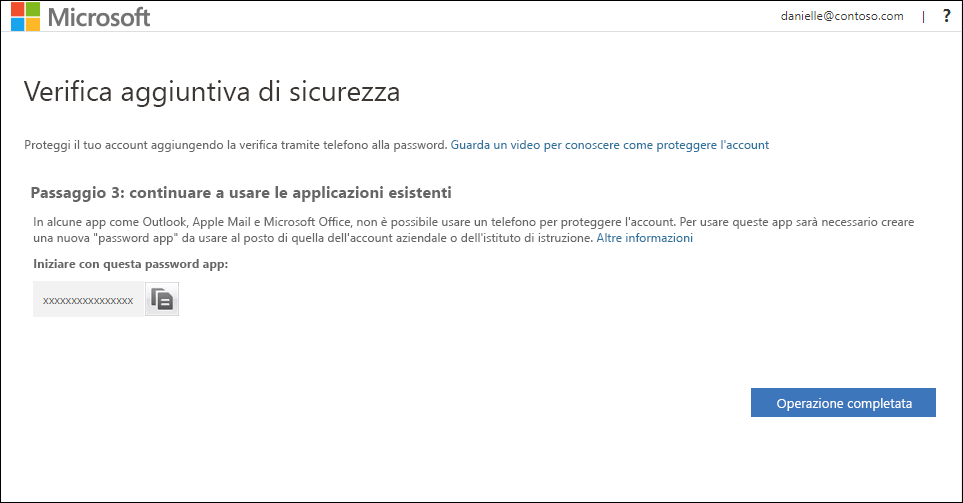 Microsoft
danielle@contoso.com | ?
Verifica aggiuntiva di sicurezza
Proteggi il tuo account aggiungendo la verifica tramite telefono alla password. Guarda un video per conoscere come proteggere l'account
Passaggio 3: continuare a usare le applicazioni esistenti
In alcune app come Outlook, Apple Mail e Microsoft Office, non è possibile usare un telefono per proteggere l'account. Per usare queste app sarà necessario creare
una nuova "password app" da usare al posto di quella dell'account aziendale o dell'istituto di istruzione. Altre informazioni
Iniziare con questa password app:
xxxxxxxxxxxxxxxx
Operazione completata